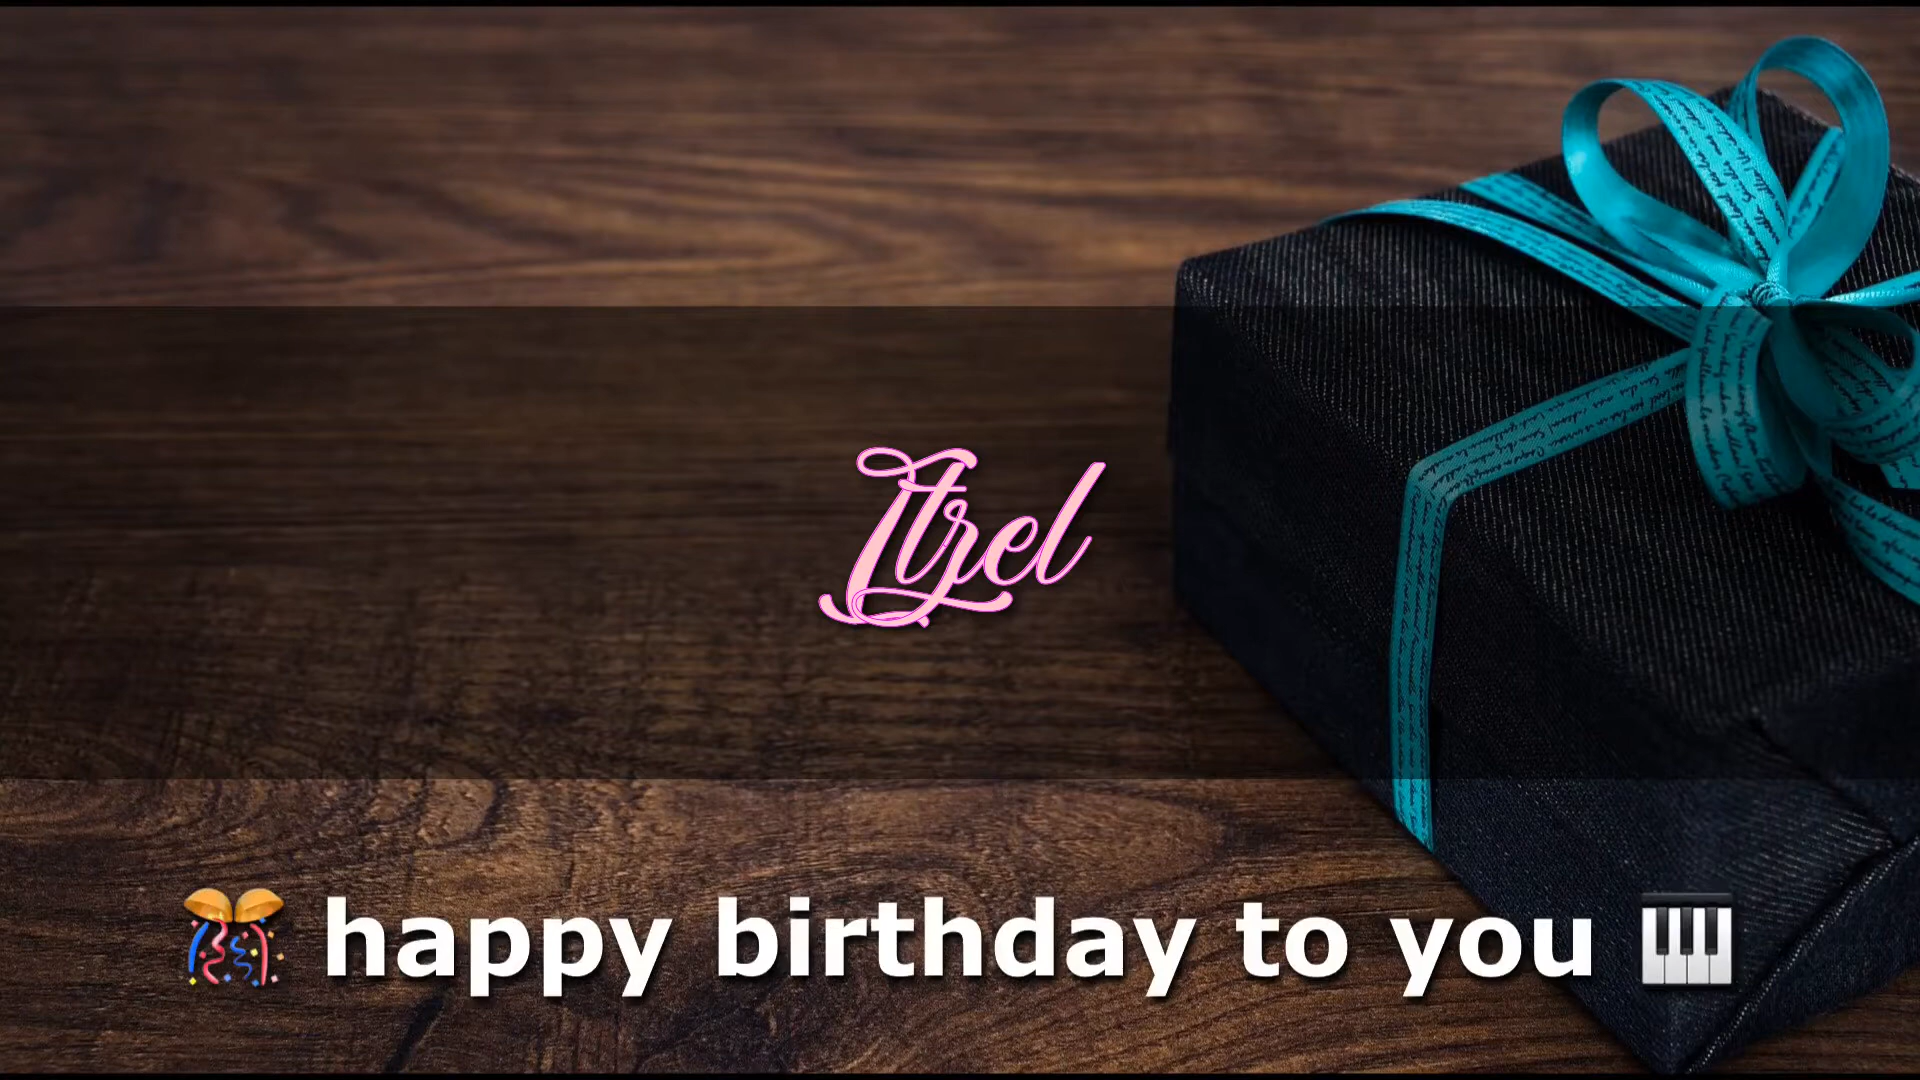 Itzel
🎊 happy birthday to you 🎹